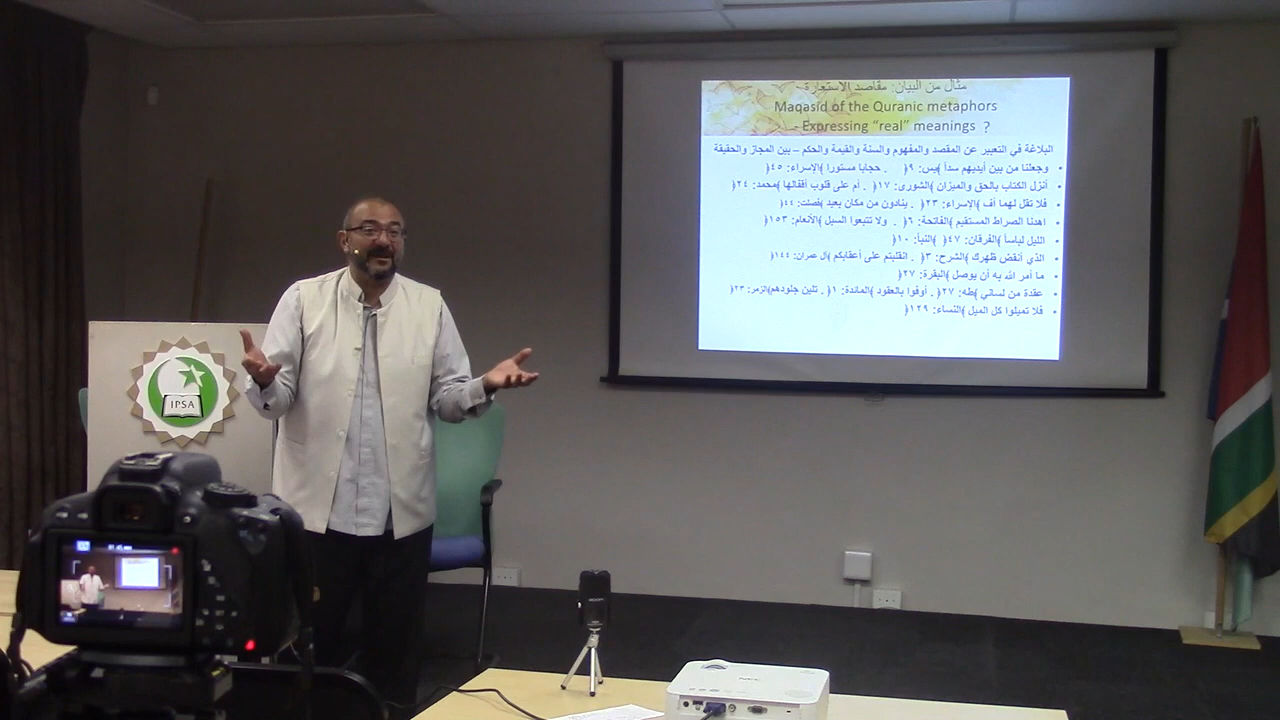 مثال من البيان: مقاصد الاستعارة
Maqasid of the Quranic metaphors
Expressing “real” meanings ?
البلاغة في التعبير عن المقصد والمفهوم والسنة والقيمة والحكم – بين المجاز والحقيقة
• وجعلنا من بين أيديهم سداً ﴾يس: ٩﴿ . حجابا مستورا ﴾الإسراء: ٤٥﴿
• أنزل الكتاب بالحق والميزان ﴾الشورى: ١٧﴿ . أم على قلوب أقفالها ﴾محمد: ٢٤﴿
• فلا تقل لهما أف ﴾الإسراء: ٢٣﴿ . ينادون من مكان بعيد ﴾فصلت: ٤٤﴿
• اهدنا الصراط المستقيم ﴾الفاتحة: ٦﴿ . ولا تتبعوا السبل ﴾الأنعام: ١٥٣﴿
• الليل لباساً ﴾الفرقان: ٤٧﴿ ﴾النبأ: ١٠﴿
• الذي أنقض ظهرك ﴾الشرح: ٣﴿ . انقلبتم على أعقابكم ﴾آل عمران: ١٤٤﴿
• ما أمر الله به أن يوصل ﴾البقرة: ٢٧﴿
• عقدة من لساني ﴾طه: ٢٧﴿ . أوفوا بالعقود ﴾المائدة: ١﴿ . تلين جلودهم ﴾الزمر: ٢٣﴿
• فلا تميلوا كل الميل ﴾النساء: ١٢٩﴿
IPSA